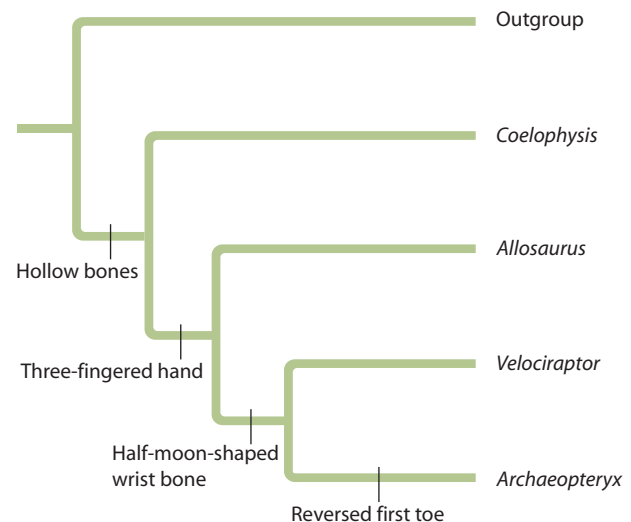 Outgroup
Coelophysis
Allosaurus
Hollow bones
Velociraptor
Three-fingered hand
Half-moon-shaped
wrist bone
Archaeopteryx
Reversed first toe